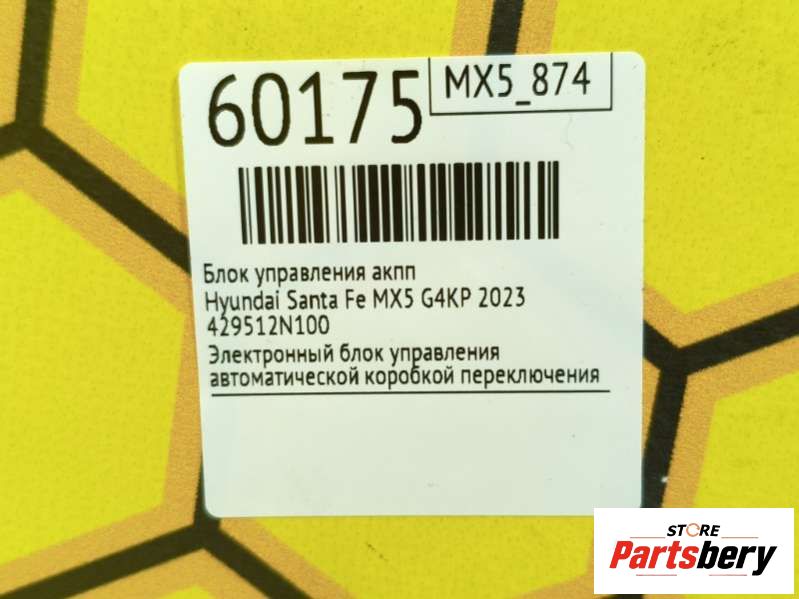 60175
MX5_874
Блок управления акпп
Hyundai Santa Fe MX5 G4KP 2023
429512N100
Электронный блок управления
автоматической коробкой переключения
STORE
Partsbery